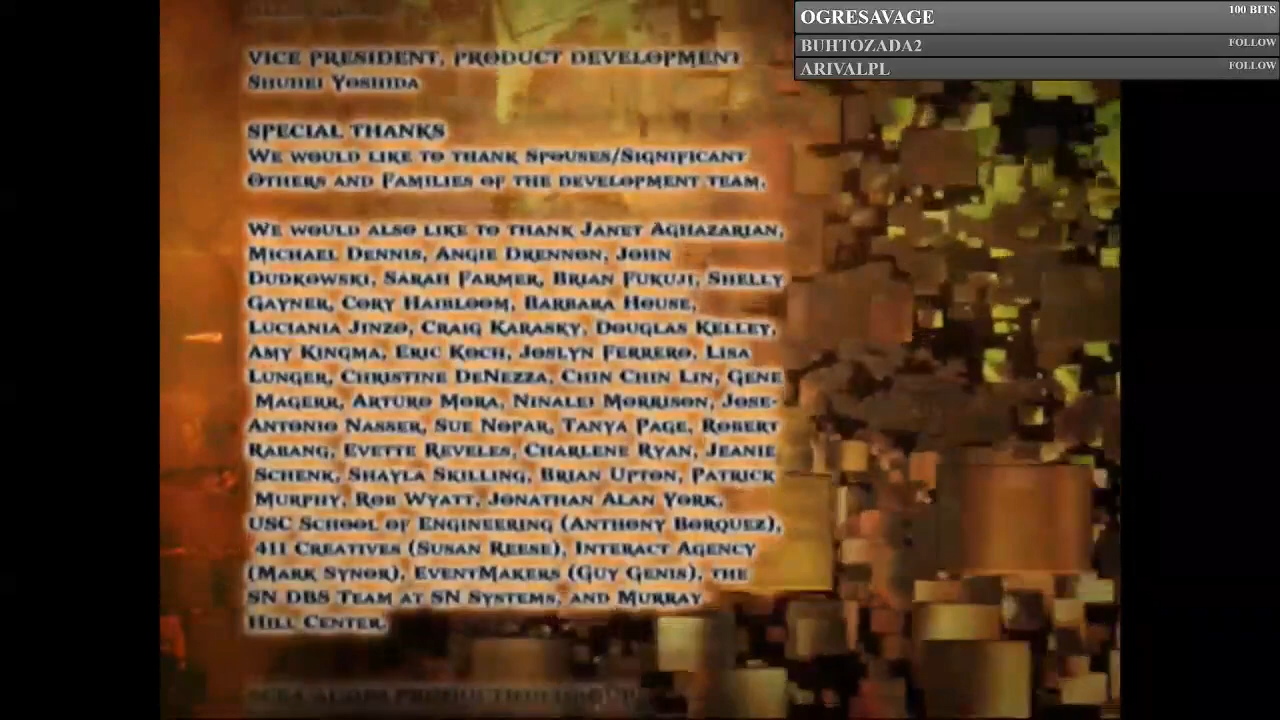 OGRESAVAGE 100 BITS
BUHTOZADA2 FOLLOW
ARIVALPL FOLLOW
VICE PRESIDENT, PRODUCT DEVELOPMENT
SHUHEI YOSHIDA
SPECIAL THANKS
WE WOULD LIKE TO THANK SPOUSES/SIGNIFICANT
OTHERS AND FAMILIES OF THE DEVELOPMENT TEAM.
WE WOULD ALSO LIKE TO THANK JANET AGHAZARIAN,
MICHAEL DENNIS, ANGIE DRENNON, JOHN
DUDKOWSKI, SARAH FARMER, BRIAN FUKUJI, SHELLY
GAYNER, CORY HAIBLOOM, BARBARA HOUSE,
LUCIANIA JINZO, CRAIG KARASKY, DOUGLAS KELLEY,
AMY KINGMA, ERIC KOCH, JOSLYN FERRERO, LISA
LUNGER, CHRISTINE DENEZZA, CHIN CHIN LIN, GENE
MAGERR, ARTURO MORA, NINALEI MORRISON, JOSE-
ANTONIO NASSER, SUE NOPAR, TANYA PAGE, ROBERT
RABANG, EVETTE REVELES, CHARLENE RYAN, JEANIE
SCHENK, SHAYLA SKILLING, BRIAN UPTON, PATRICK
MURPHY, ROB WYATT, JONATHAN ALAN YORK,
USC SCHOOL OF ENGINEERING (ANTHONY BORQUEZ),
411 CREATIVES (SUSAN REESE), INTERACT AGENCY
(MARK SYNOR), EVENTMAKERS (GUY GENIS), THE
SN DBS TEAM AT SN SYSTEMS, AND MURRAY
HILL CENTER.